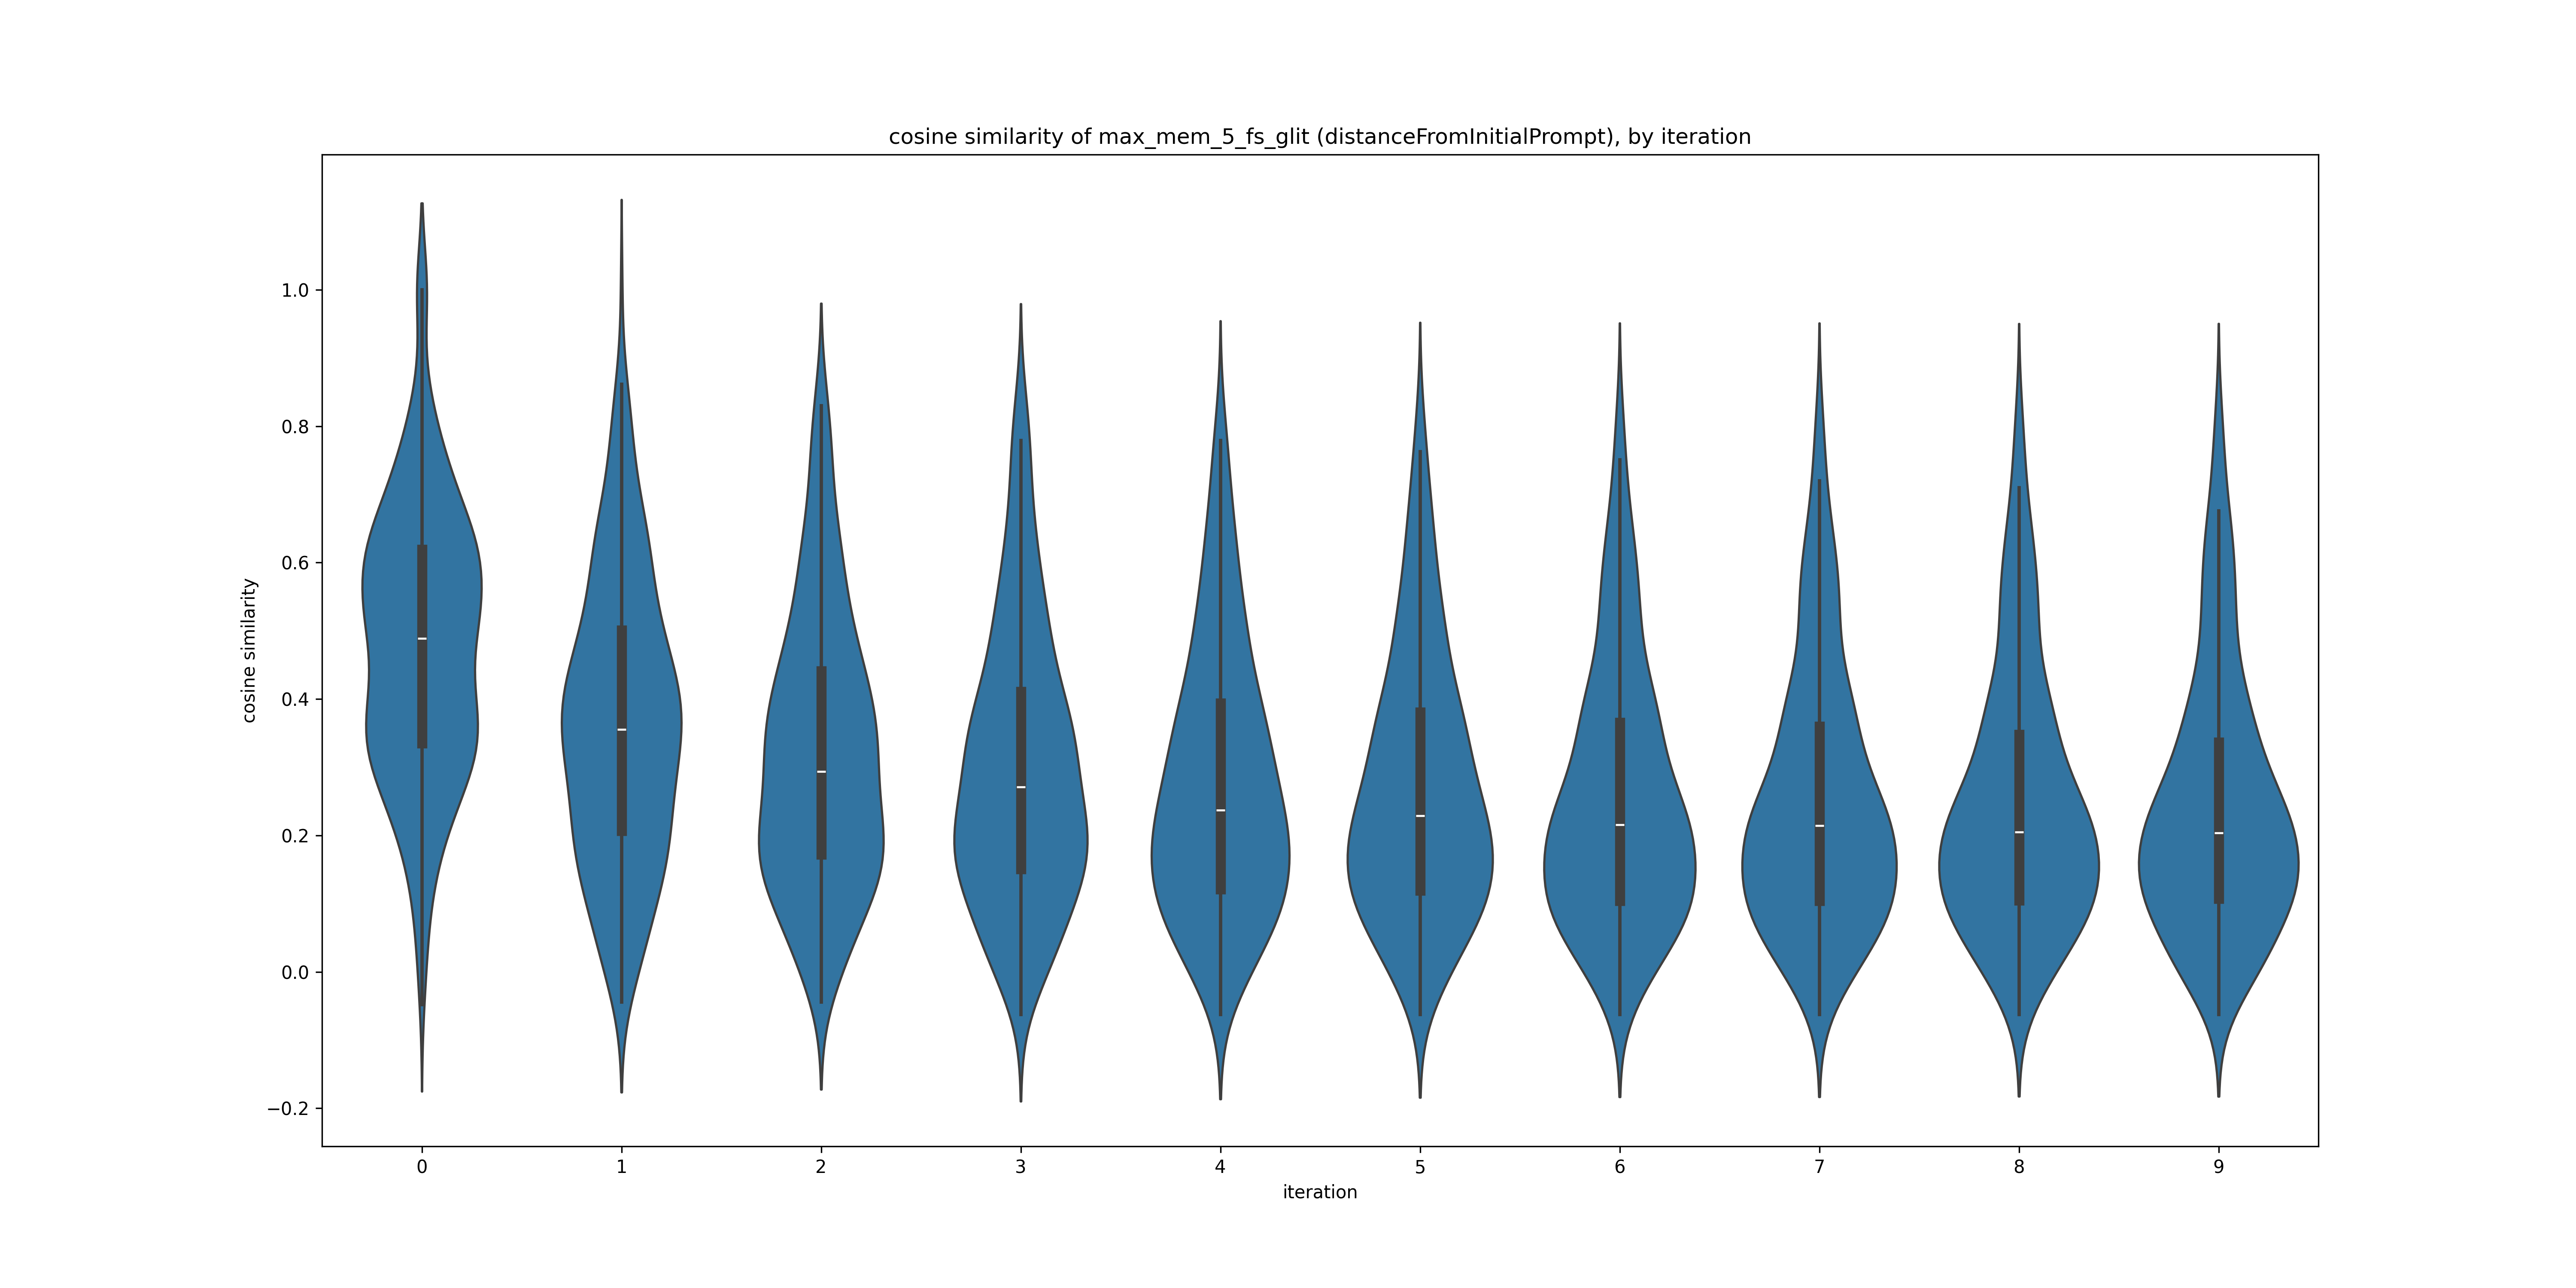 cosine similarity of max_mem_5_fs_glit (distanceFromInitialPrompt), by iteration
cosine similarity
1.0
0.8
0.6
0.4
0.2
0.0
−0.2
0 1 2 3 4 5 6 7 8 9
iteration